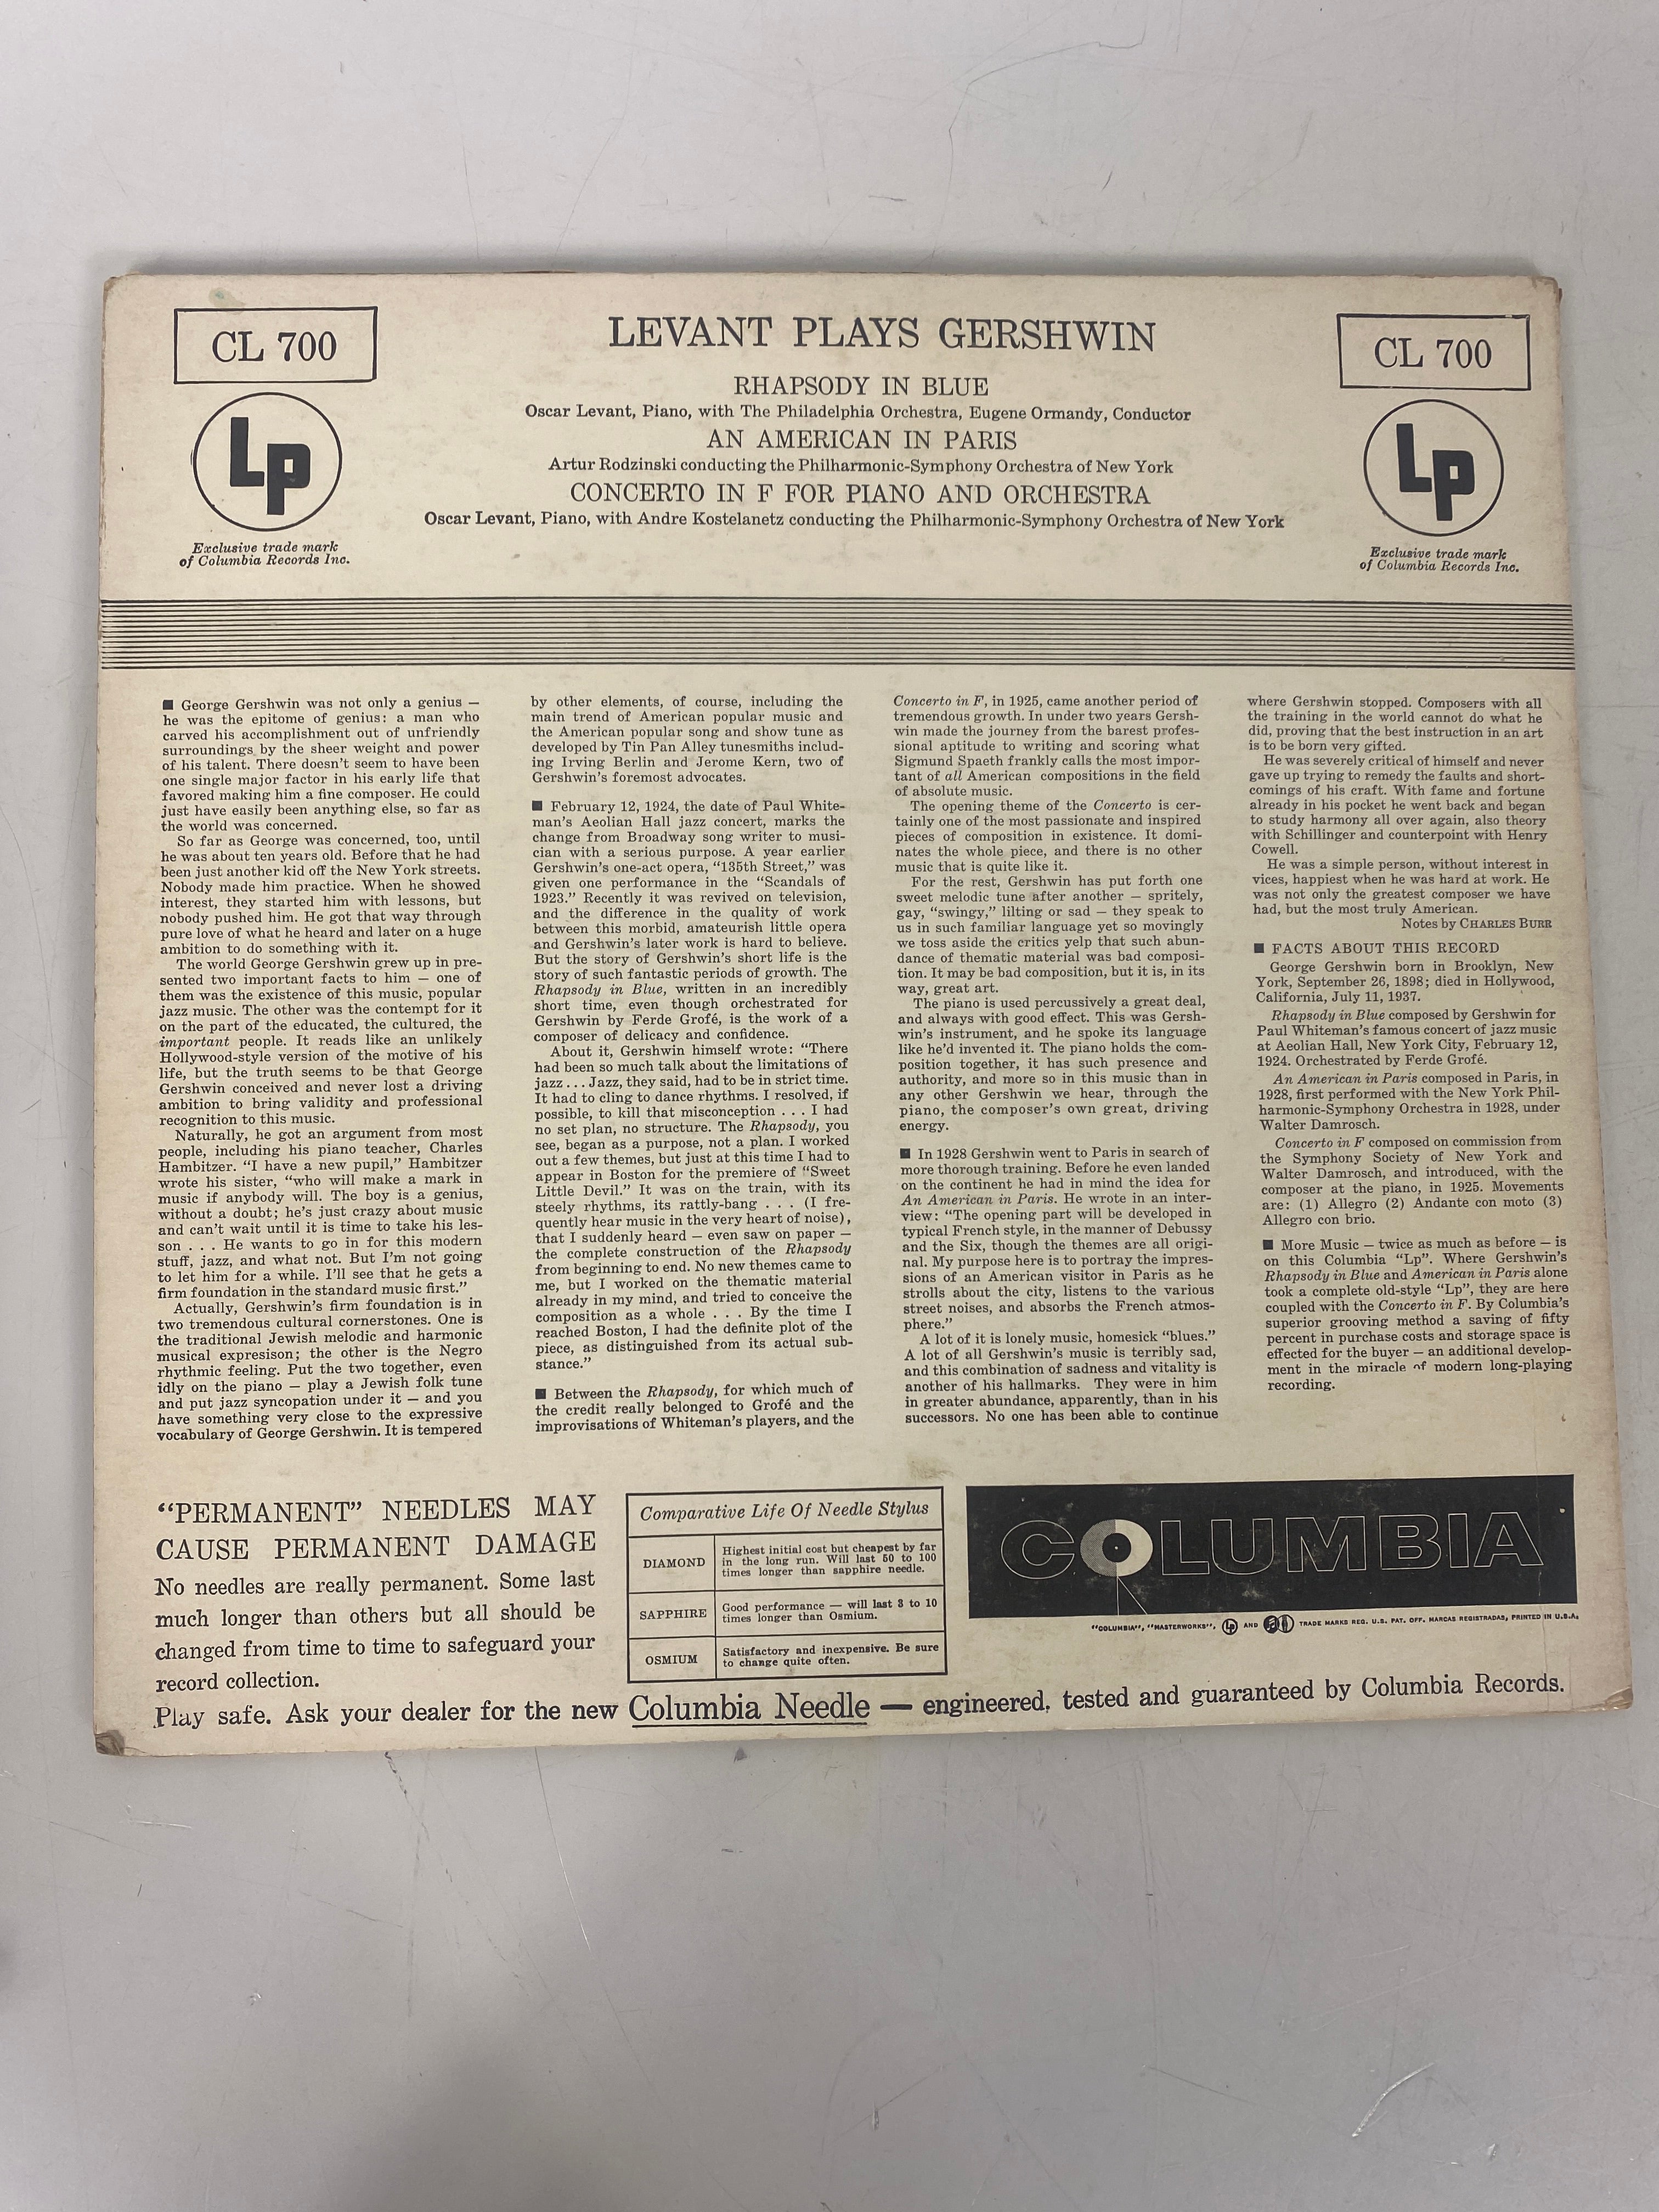 CL 700
LEVANT PLAYS GERSHWIN
CL 700
RHAPSODY IN BLUE
Oscar Levant, Piano, with The Philadelphia Orchestra, Eugene Ormandy, Conductor
AN AMERICAN IN PARIS
Artur Rodzinski conducting the Philharmonic-Symphony Orchestra of New York
CONCERTO IN F FOR PIANO AND ORCHESTRA
Oscar Levant, Piano, with Andre Kostelanetz conducting the Philharmonic-Symphony Orchestra of New York
Lp
Exclusive trade mark
of Columbia Records Inc.
Lp
Exclusive trade mark
of Columbia Records Inc.
■ George Gershwin was not only a genius —
he was the epitome of genius: a man who
carved his accomplishment out of unfriendly
surroundings by the sheer weight and power
of his talent. There doesn't seem to have been
one single major factor in his early life that
favored making him a fine composer. He could
just have easily been anything else, so far as
the world was concerned.
So far as George was concerned, too, until
he was about ten years old. Before that he had
been just another kid off the New York streets.
Nobody made him practice. When he showed
interest, they started him with lessons, but
nobody pushed him. He got that way through
pure love of what he heard and later on a huge
ambition to do something with it.
The world George Gershwin grew up in pre-
sented two important facts to him — one of
them was the existence of this music, popular
jazz music. The other was the contempt for it
on the part of the educated, the cultured, the
important people. It reads like an unlikely
Hollywood-style version of the motive of his
life, but the truth seems to be that George
Gershwin conceived and never lost a driving
ambition to bring validity and professional
recognition to this music.
Naturally, he got an argument from most
people, including his piano teacher, Charles
Hambitzer. "I have a new pupil," Hambitzer
wrote his sister, "who will make a mark in
music if anybody will. The boy is a genius,
without a doubt; he's just crazy about music
and can't wait until it is time to take his les-
son . . . He wants to go in for this modern
stuff, jazz, and what not. But I'm not going
to let him for a while. I'll see that he gets a
firm foundation in the standard music first."
Actually, Gershwin's firm foundation is in
two tremendous cultural cornerstones. One is
the traditional Jewish melodic and harmonic
musical expresison; the other is the Negro
rhythmic feeling. Put the two together, even
idly on the piano — play a Jewish folk tune
and put jazz syncopation under it — and you
have something very close to the expressive
vocabulary of George Gershwin. It is tempered
by other elements, of course, including the
main trend of American popular music and
the American popular song and show tune as
developed by Tin Pan Alley tunesmiths includ-
ing Irving Berlin and Jerome Kern, two of
Gershwin's foremost advocates.
■ February 12, 1924, the date of Paul White-
man's Aeolian Hall jazz concert, marks the
change from Broadway song writer to musi-
cian with a serious purpose. A year earlier
Gershwin's one-act opera, "135th Street," was
given one performance in the "Scandals of
1923." Recently it was revived on television,
and the difference in the quality of work
between this morbid, amateurish little opera
and Gershwin's later work is hard to believe.
But the story of Gershwin's short life is the
story of such fantastic periods of growth. The
Rhapsody in Blue, written in an incredibly
short time, even though orchestrated for
Gershwin by Ferde Grofé, is the work of a
composer of delicacy and confidence.
About it, Gershwin himself wrote: "There
had been so much talk about the limitations of
jazz . . . Jazz, they said, had to be in strict time.
It had to cling to dance rhythms. I resolved, if
possible, to kill that misconception . . . I had
no set plan, no structure. The Rhapsody, you
see, began as a purpose, not a plan. I worked
out a few themes, but just at this time I had to
appear in Boston for the premiere of "Sweet
Little Devil." It was on the train, with its
steely rhythms, its rattly-bang . . . (I fre-
quently hear music in the very heart of noise),
that I suddenly heard — even saw on paper —
the complete construction of the Rhapsody
from beginning to end. No new themes came to
me, but I worked on the thematic material
already in my mind, and tried to conceive the
composition as a whole . . . By the time I
reached Boston, I had the definite plot of the
piece, as distinguished from its actual sub-
stance."
■ Between the Rhapsody, for which much of
the credit really belonged to Grofé and the
improvisations of Whiteman's players, and the
Concerto in F, in 1925, came another period of
tremendous growth. In under two years Gersh-
win made the journey from the barest profes-
sional aptitude to writing and scoring what
Sigmund Spaeth frankly calls the most impor-
tant of all American compositions in the field
of absolute music.
The opening theme of the Concerto is cer-
tainly one of the most passionate and inspired
pieces of composition in existence. It domi-
nates the whole piece, and there is no other
music that is quite like it.
For the rest, Gershwin has put forth one
sweet melodic tune after another — spritely,
gay, "swingy," lilting or sad — they speak to
us in such familiar language yet so movingly
we toss aside the critics yelp that such abun-
dance of thematic material was bad composi-
tion. It may be bad composition, but it is, in its
way, great art.
The piano is used percussively a great deal,
and always with good effect. This was Gersh-
win's instrument, and he spoke its language
like he'd invented it. The piano holds the com-
position together, it has such presence and
authority, and more so in this music than in
any other Gershwin we hear, through the
piano, the composer's own great, driving
energy.
■ In 1928 Gershwin went to Paris in search of
more thorough training. Before he even landed
on the continent he had in mind the idea for
An American in Paris. He wrote in an inter-
view: "The opening part will be developed in
typical French style, in the manner of Debussy
and the Six, though the themes are all origi-
nal. My purpose here is to portray the impres-
sions of an American visitor in Paris as he
strolls about the city, listens to the various
street noises, and absorbs the French atmos-
phere."
A lot of it is lonely music, homesick "blues."
A lot of all Gershwin's music is terribly sad,
and this combination of sadness and vitality is
another of his hallmarks. They were in him
in greater abundance, apparently, than in his
successors. No one has been able to continue
where Gershwin stopped. Composers with all
the training in the world cannot do what he
did, proving that the best instruction in an art
is to be born very gifted.
He was severely critical of himself and never
gave up trying to remedy the faults and short-
comings of his craft. With fame and fortune
already in his pocket he went back and began
to study harmony all over again, also theory
with Schillinger and counterpoint with Henry
Cowell.
He was a simple person, without interest in
vices, happiest when he was hard at work. He
was not only the greatest composer we have
had, but the most truly American.
Notes by CHARLES BURR
■ FACTS ABOUT THIS RECORD
George Gershwin born in Brooklyn, New
York, September 26, 1898; died in Hollywood,
California, July 11, 1937.
Rhapsody in Blue composed by Gershwin for
Paul Whiteman's famous concert of jazz music
at Aeolian Hall, New York City, February 12,
1924. Orchestrated by Ferde Grofé.
An American in Paris composed in Paris, in
1928, first performed with the New York Phil-
harmonic-Symphony Orchestra in 1928, under
Walter Damrosch.
Concerto in F composed on commission from
the Symphony Society of New York and
Walter Damrosch, and introduced, with the
composer at the piano, in 1925. Movements
are: (1) Allegro (2) Andante con moto (3)
Allegro con brio.
■ More Music — twice as much as before — is
on this Columbia "Lp". Where Gershwin's
Rhapsody in Blue and American in Paris alone
took a complete old-style "Lp", they are here
coupled with the Concerto in F. By Columbia's
superior grooving method a saving of fifty
percent in purchase costs and storage space is
effected for the buyer — an additional develop-
ment in the miracle of modern long-playing
recording.
"PERMANENT" NEEDLES MAY
CAUSE PERMANENT DAMAGE
No needles are really permanent. Some last
much longer than others but all should be
changed from time to time to safeguard your
record collection.
Comparative Life Of Needle Stylus
DIAMOND
Highest initial cost but cheapest by far
in the long run. Will last 50 to 100
times longer than sapphire needle.
SAPPHIRE
Good performance — will last 8 to 10
times longer than Osmium.
OSMIUM
Satisfactory and inexpensive. Be sure
to change quite often.
COLUMBIA
"COLUMBIA", "MASTERWORKS", Lp AND TRADE MARKS REG. U.S. PAT. OFF. MARCAS REGISTRADAS, PRINTED IN U.S.A.
Play safe. Ask your dealer for the new Columbia Needle — engineered, tested and guaranteed by Columbia Records.